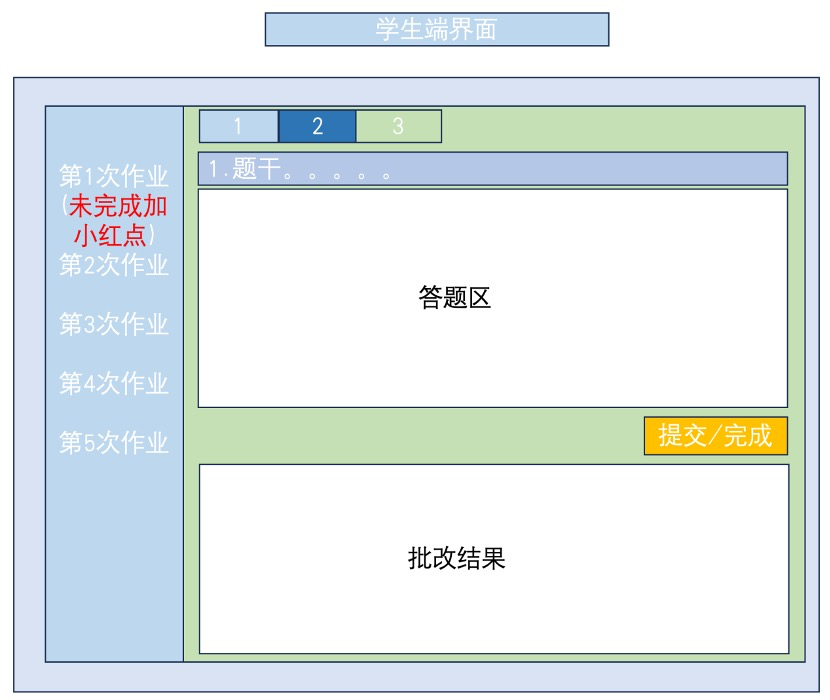 学生端界面
1 2 3
1.题干。。。。。
第1次作业
(未完成加
小红点)
第2次作业
第3次作业
第4次作业
第5次作业
答题区
提交/完成
批改结果